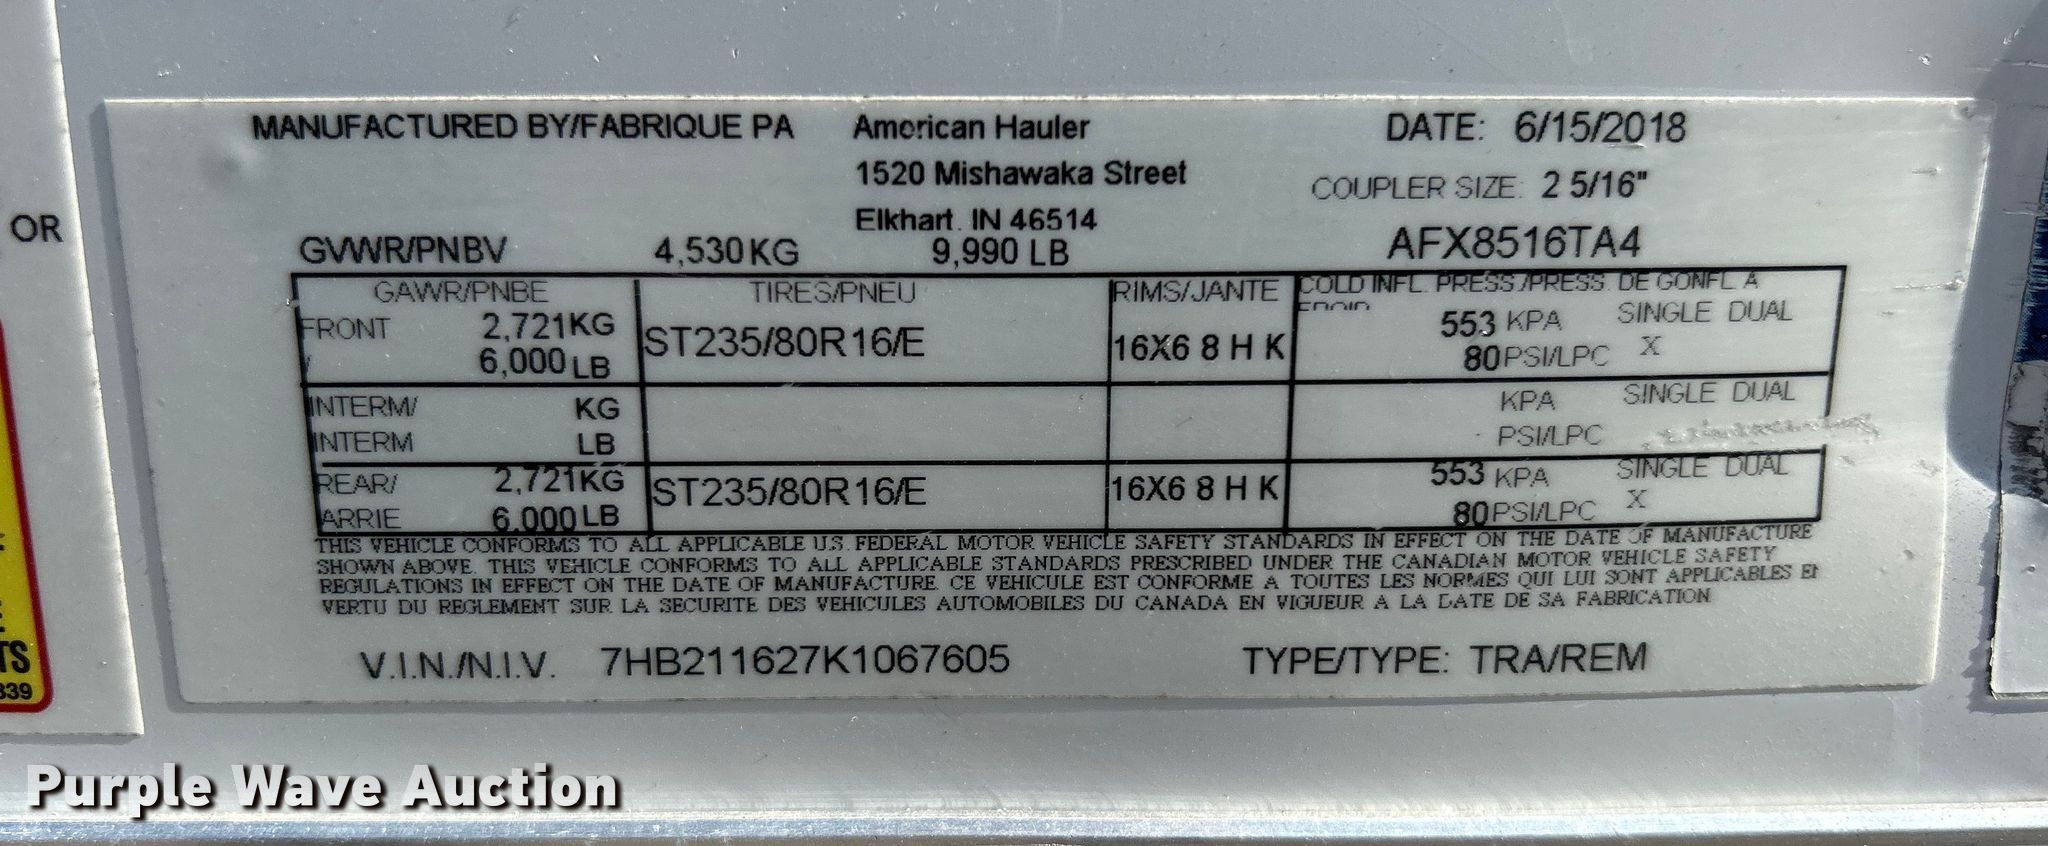 OR
MANUFACTURED BY/FABRIQUE PA American Hauler DATE: 6/15/2018
1520 Mishawaka Street COUPLER SIZE: 2 5/16"
Elkhart, IN 46514
GVWR/PNBV 4,530KG 9,990 LB AFX8516TA4
GAWR/PNBE TIRES/PNEU RIMS/JANTE COLD INFL. PRESS./PRESS. DE GONFL A
FROID
FRONT 2,721KG ST235/80R16/E 16X6 8 H K 553 KPA SINGLE DUAL
/ 6,000 LB 80 PSI/LPC X
INTERM/ KG KPA SINGLE DUAL
INTERM LB PSI/LPC
REAR/ 2,721KG ST235/80R16/E 16X6 8 H K 553 KPA SINGLE DUAL
ARRIE 6,000 LB 80 PSI/LPC X
THIS VEHICLE CONFORMS TO ALL APPLICABLE U.S. FEDERAL MOTOR VEHICLE SAFETY STANDARDS IN EFFECT ON THE DATE OF MANUFACTURE
SHOWN ABOVE. THIS VEHICLE CONFORMS TO ALL APPLICABLE STANDARDS PRESCRIBED UNDER THE CANADIAN MOTOR VEHICLE SAFETY
REGULATIONS IN EFFECT ON THE DATE OF MANUFACTURE. CE VEHICULE EST CONFORME A TOUTES LES NORMES QUI LUI SONT APPLICABLES EN
VERTU DU REGLEMENT SUR LA SECURITE DES VEHICULES AUTOMOBILES DU CANADA EN VIGUEUR A LA DATE DE SA FABRICATION
V.I.N./N.I.V. 7HB211627K1067605 TYPE/TYPE: TRA/REM
TS
339
Purple Wave Auction